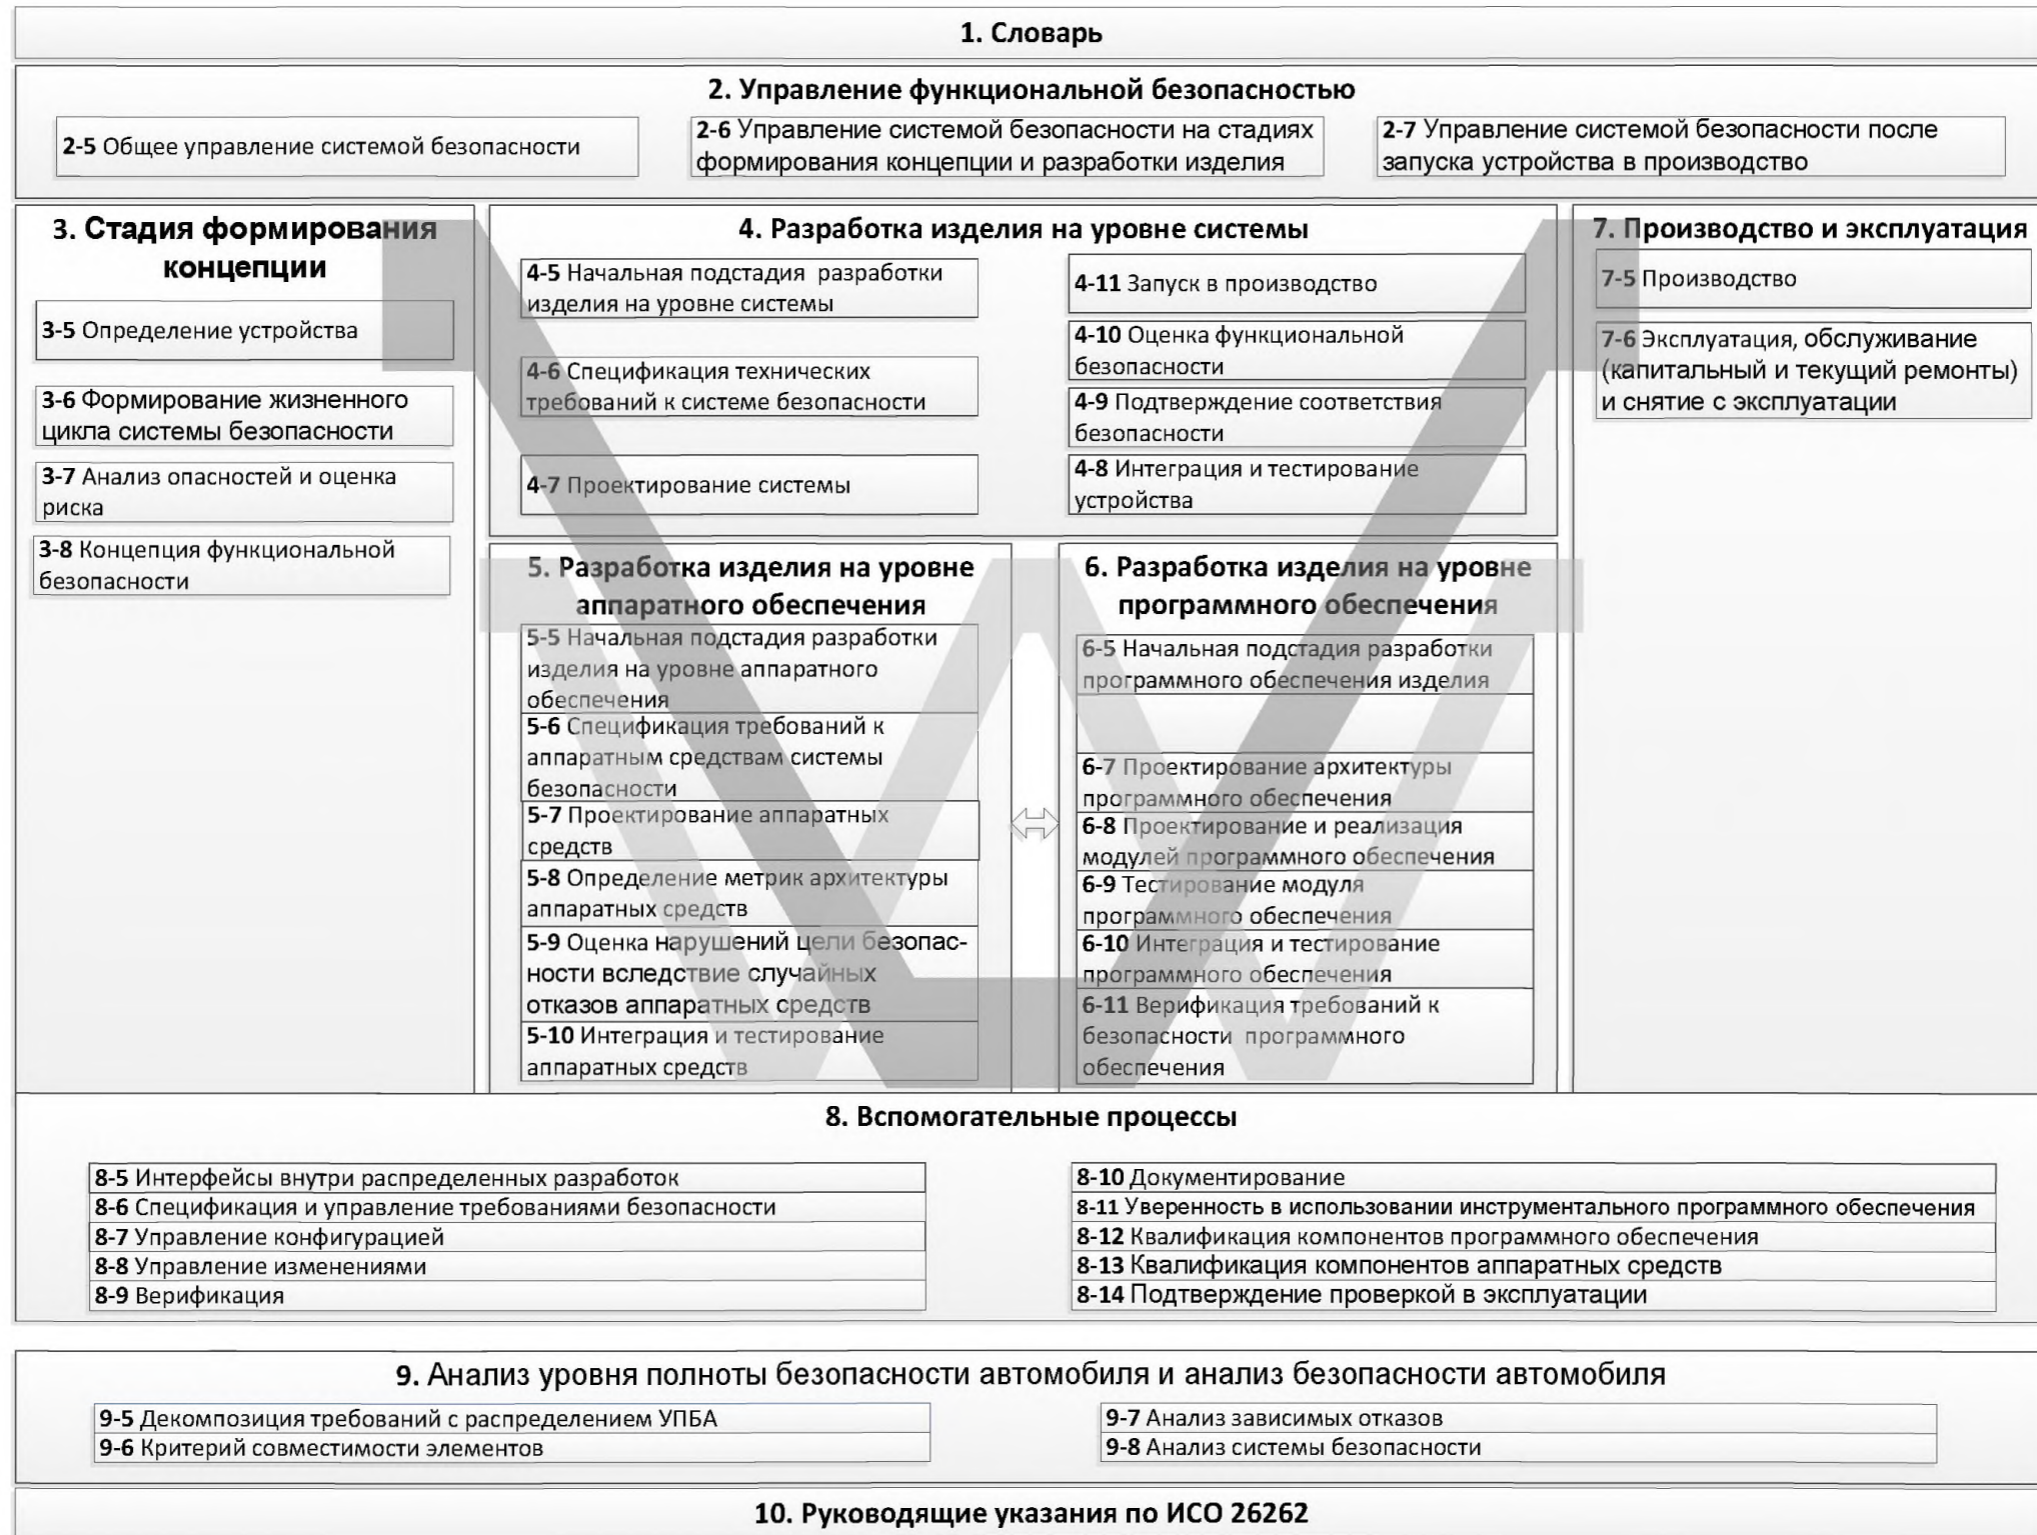 1. Словарь
2. Управление функциональной безопасностью
2-5 Общее управление системой безопасности
2-6 Управление системой безопасности на стадиях
формирования концепции и разработки изделия
2-7 Управление системой безопасности после
запуска устройства в производство
3. Стадия формирования
концепции
3-5 Определение устройства
3-6 Формирование жизненного
цикла системы безопасности
3-7 Анализ опасностей и оценка
риска
3-8 Концепция функциональной
безопасности
4. Разработка изделия на уровне системы
4-5 Начальная подстадия разработки
изделия на уровне системы
4-6 Спецификация технических
требований к системе безопасности
4-7 Проектирование системы
4-11 Запуск в производство
4-10 Оценка функциональной
безопасности
4-9 Подтверждение соответствия
безопасности
4-8 Интеграция и тестирование
устройства
5. Разработка изделия на уровне
аппаратного обеспечения
5-5 Начальная подстадия разработки
изделия на уровне аппаратного
обеспечения
5-6 Спецификация требований к
аппаратным средствам системы
безопасности
5-7 Проектирование аппаратных
средств
5-8 Определение метрик архитектуры
аппаратных средств
5-9 Оценка нарушений цели безопас-
ности вследствие случайных
отказов аппаратных средств
5-10 Интеграция и тестирование
аппаратных средств
6. Разработка изделия на уровне
программного обеспечения
6-5 Начальная подстадия разработки
программного обеспечения изделия
6-7 Проектирование архитектуры
программного обеспечения
6-8 Проектирование и реализация
модулей программного обеспечения
6-9 Тестирование модуля
программного обеспечения
6-10 Интеграция и тестирование
программного обеспечения
6-11 Верификация требований к
безопасности программного
обеспечения
7. Производство и эксплуатация
7-5 Производство
7-6 Эксплуатация, обслуживание
(капитальный и текущий ремонты)
и снятие с эксплуатации
8. Вспомогательные процессы
8-5 Интерфейсы внутри распределенных разработок
8-6 Спецификация и управление требованиями безопасности
8-7 Управление конфигурацией
8-8 Управление изменениями
8-9 Верификация
8-10 Документирование
8-11 Уверенность в использовании инструментального программного обеспечения
8-12 Квалификация компонентов программного обеспечения
8-13 Квалификация компонентов аппаратных средств
8-14 Подтверждение проверкой в эксплуатации
9. Анализ уровня полноты безопасности автомобиля и анализ безопасности автомобиля
9-5 Декомпозиция требований с распределением УПБА
9-6 Критерий совместимости элементов
9-7 Анализ зависимых отказов
9-8 Анализ системы безопасности
10. Руководящие указания по ИСО 26262